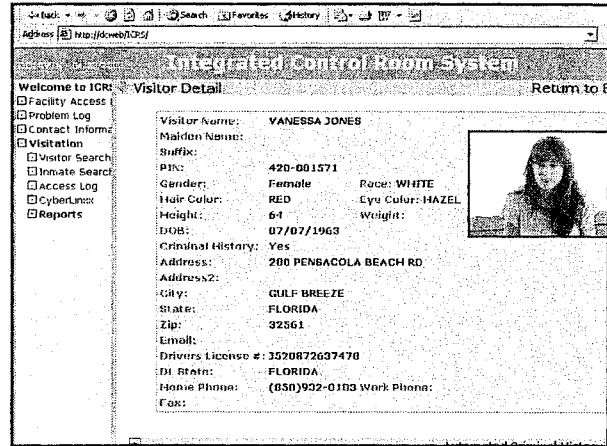 Back Search Favorites History
Address http://dcweb/ICRS/
Integrated Control Room System
Welcome to ICRS
Visitor Detail
Return to
Facility Access
Problem Log
Contact Informa
Visitation
Visitor Search
Inmate Search
Access Log
CyberLinxx
Reports
Visitor Name: VANESSA JONES
Maiden Name:
Suffix:
PIN: 420-001571
Gender: Female Race: WHITE
Hair Color: RED Eye Color: HAZEL
Height: 64 Weight:
DOB: 07/07/1963
Criminal History: Yes
Address: 200 PENSACOLA BEACH RD
Address2:
City: GULF BREEZE
State: FLORIDA
Zip: 32561
Email:
Drivers License #: J520872637470
DL State: FLORIDA
Home Phone: (850)932-0103 Work Phone:
Fax: